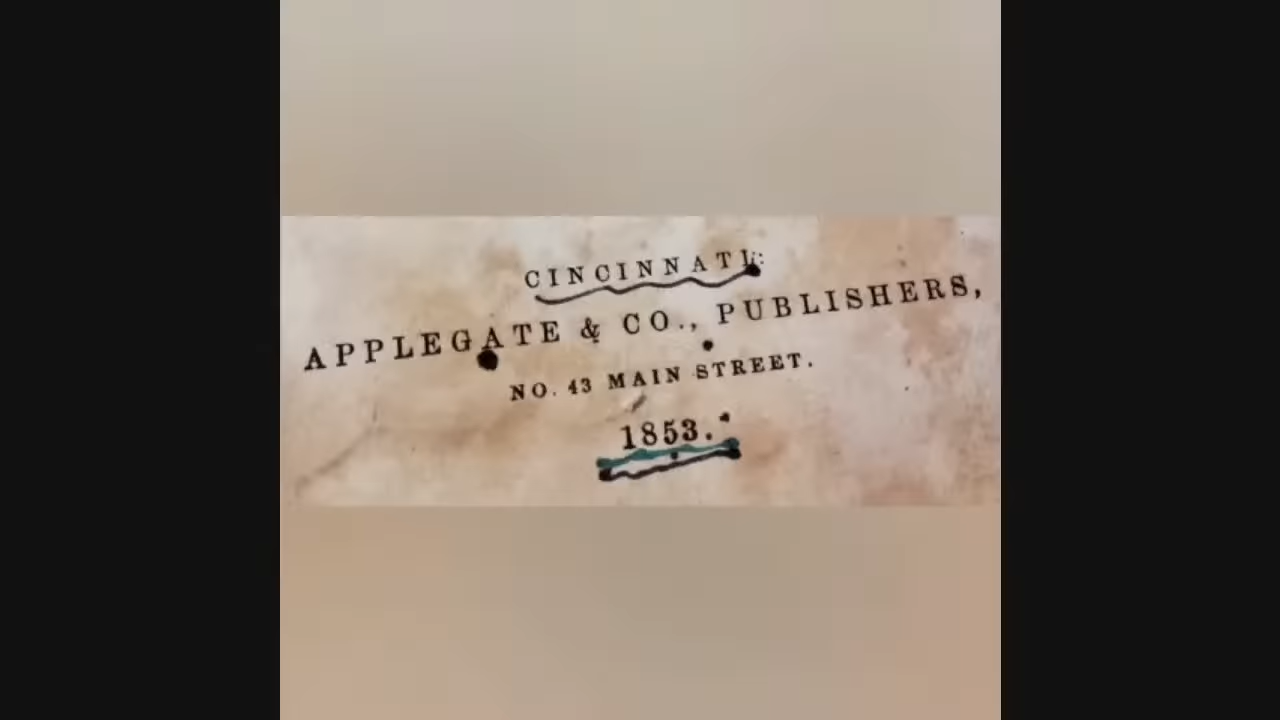 CINCINNATI:
APPLEGATE & CO., PUBLISHERS,
NO. 43 MAIN STREET.
1853.